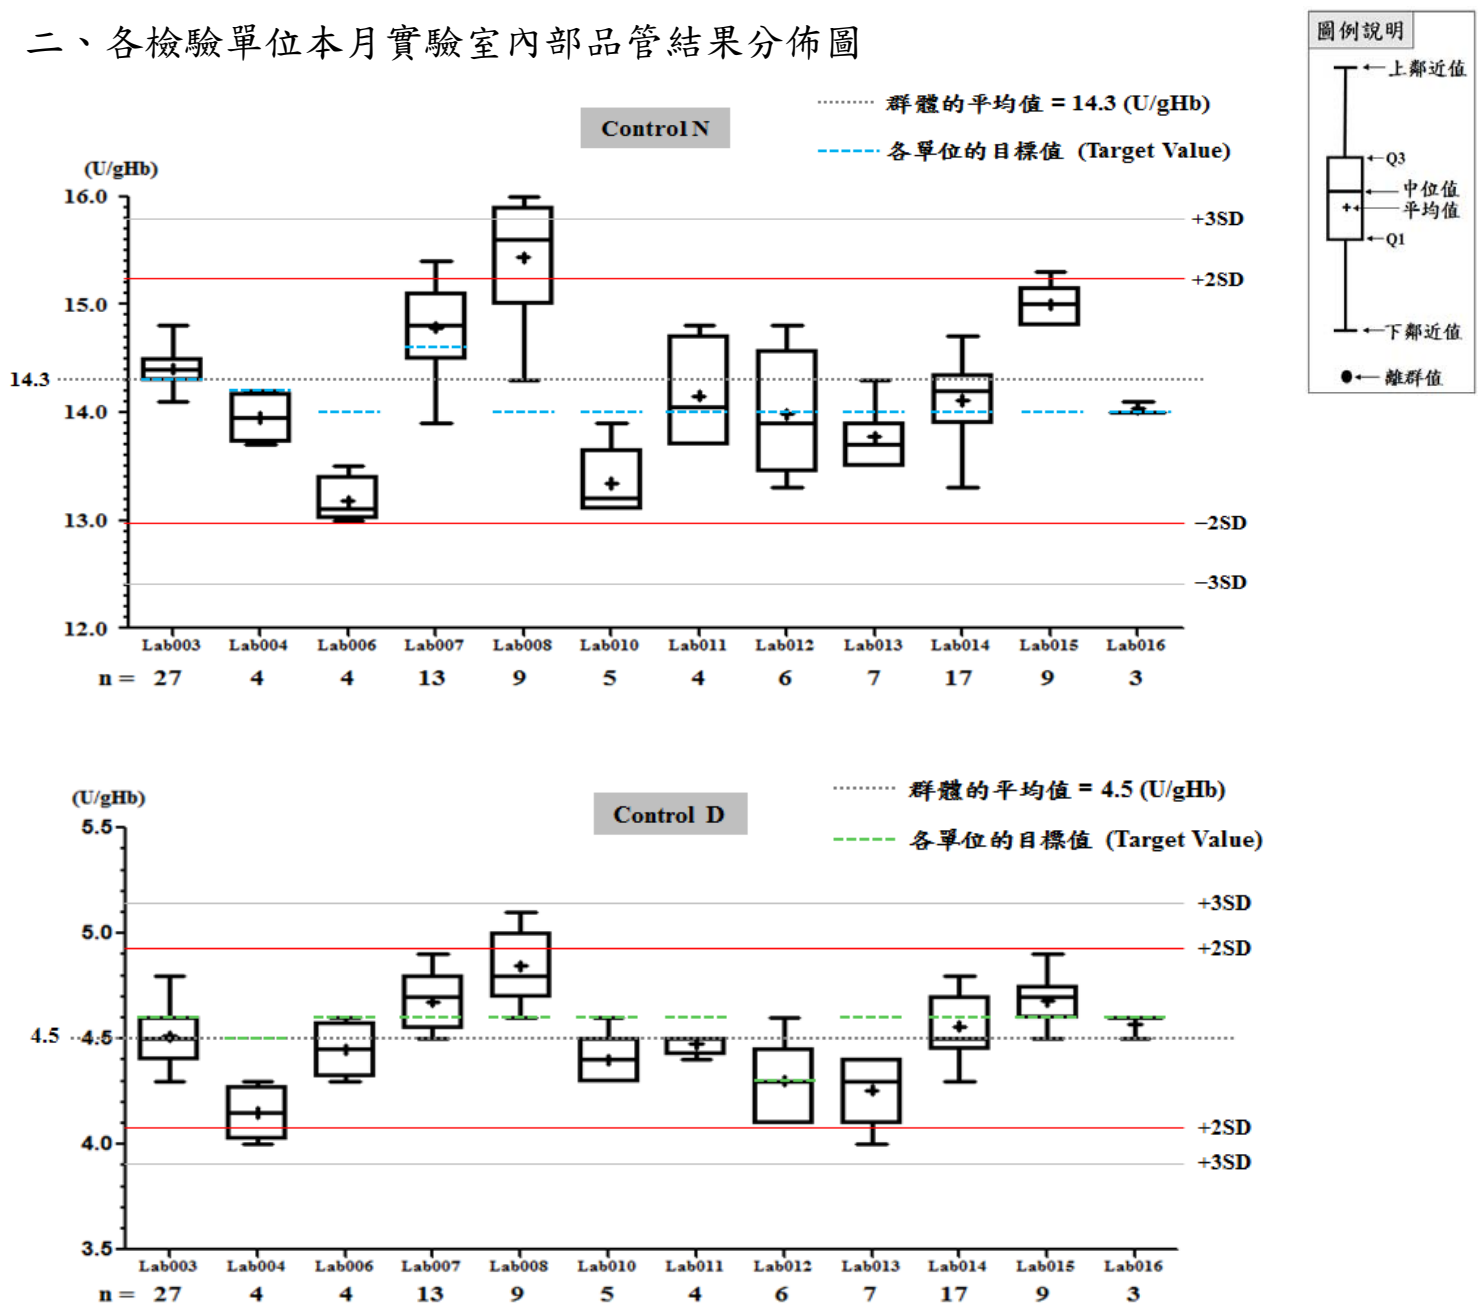 二、各檢驗單位本月實驗室內部品管結果分佈圖
圖例說明
上鄰近值
Q3
中位值
平均值
Q1
下鄰近值
離群值
Control N
群體的平均值 = 14.3 (U/gHb)
各單位的目標值 (Target Value)
(U/gHb)
16.0
+3SD
+2SD
15.0
14.3
14.0
13.0
−2SD
−3SD
12.0
Lab003 Lab004 Lab006 Lab007 Lab008 Lab010 Lab011 Lab012 Lab013 Lab014 Lab015 Lab016
n = 27 4 4 13 9 5 4 6 7 17 9 3
Control D
群體的平均值 = 4.5 (U/gHb)
各單位的目標值 (Target Value)
(U/gHb)
5.5
+3SD
5.0
+2SD
4.5 4.5
+2SD
4.0
+3SD
3.5
Lab003 Lab004 Lab006 Lab007 Lab008 Lab010 Lab011 Lab012 Lab013 Lab014 Lab015 Lab016
n = 27 4 4 13 9 5 4 6 7 17 9 3